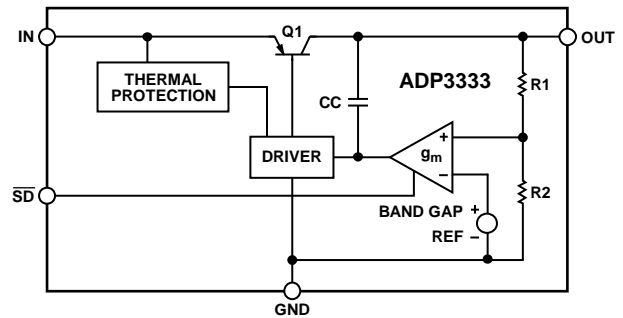 IN
Q1
OUT
THERMAL
PROTECTION
CC
ADP3333
R1
DRIVER
+
gm
–
SD
R2
BAND GAP +
REF –
GND